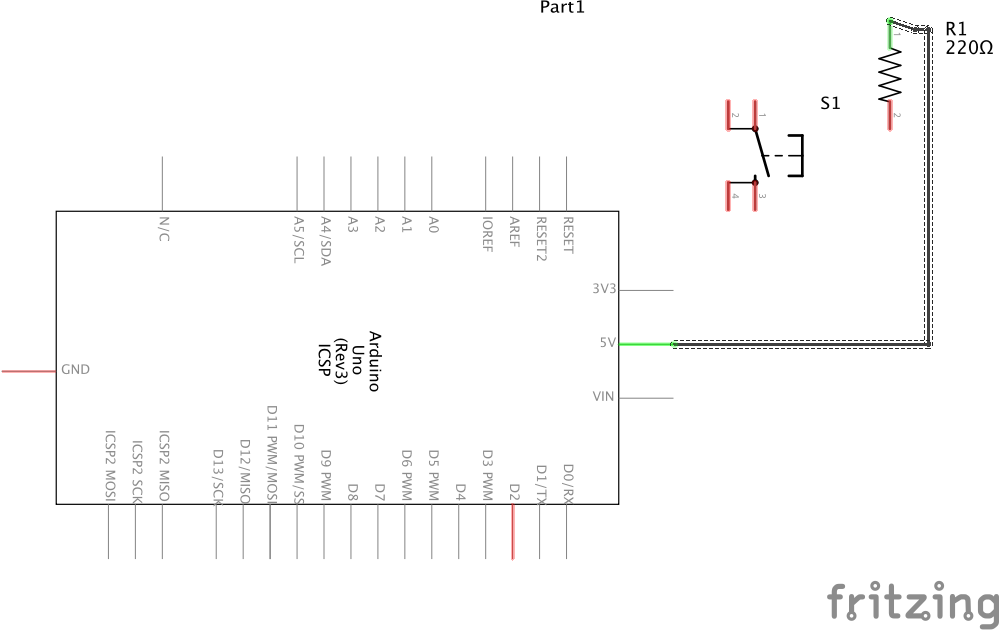 Part1
R1
220Ω
1
2
S1
2
1
4
3
N/C
A5/SCL
A4/SDA
A3
A2
A1
A0
IOREF
AREF
RESET2
RESET
3V3
5V
VIN
GND
Arduino
Uno
(Rev3)
ICSP
ICSP2 MOSI
ICSP2 SCK
ICSP2 MISO
D13/SCK
D12/MISO
D11 PWM/MOSI
D10 PWM/SS
D9 PWM
D8
D7
D6 PWM
D5 PWM
D4
D3 PWM
D2
D1/TX
D0/RX
fritzing